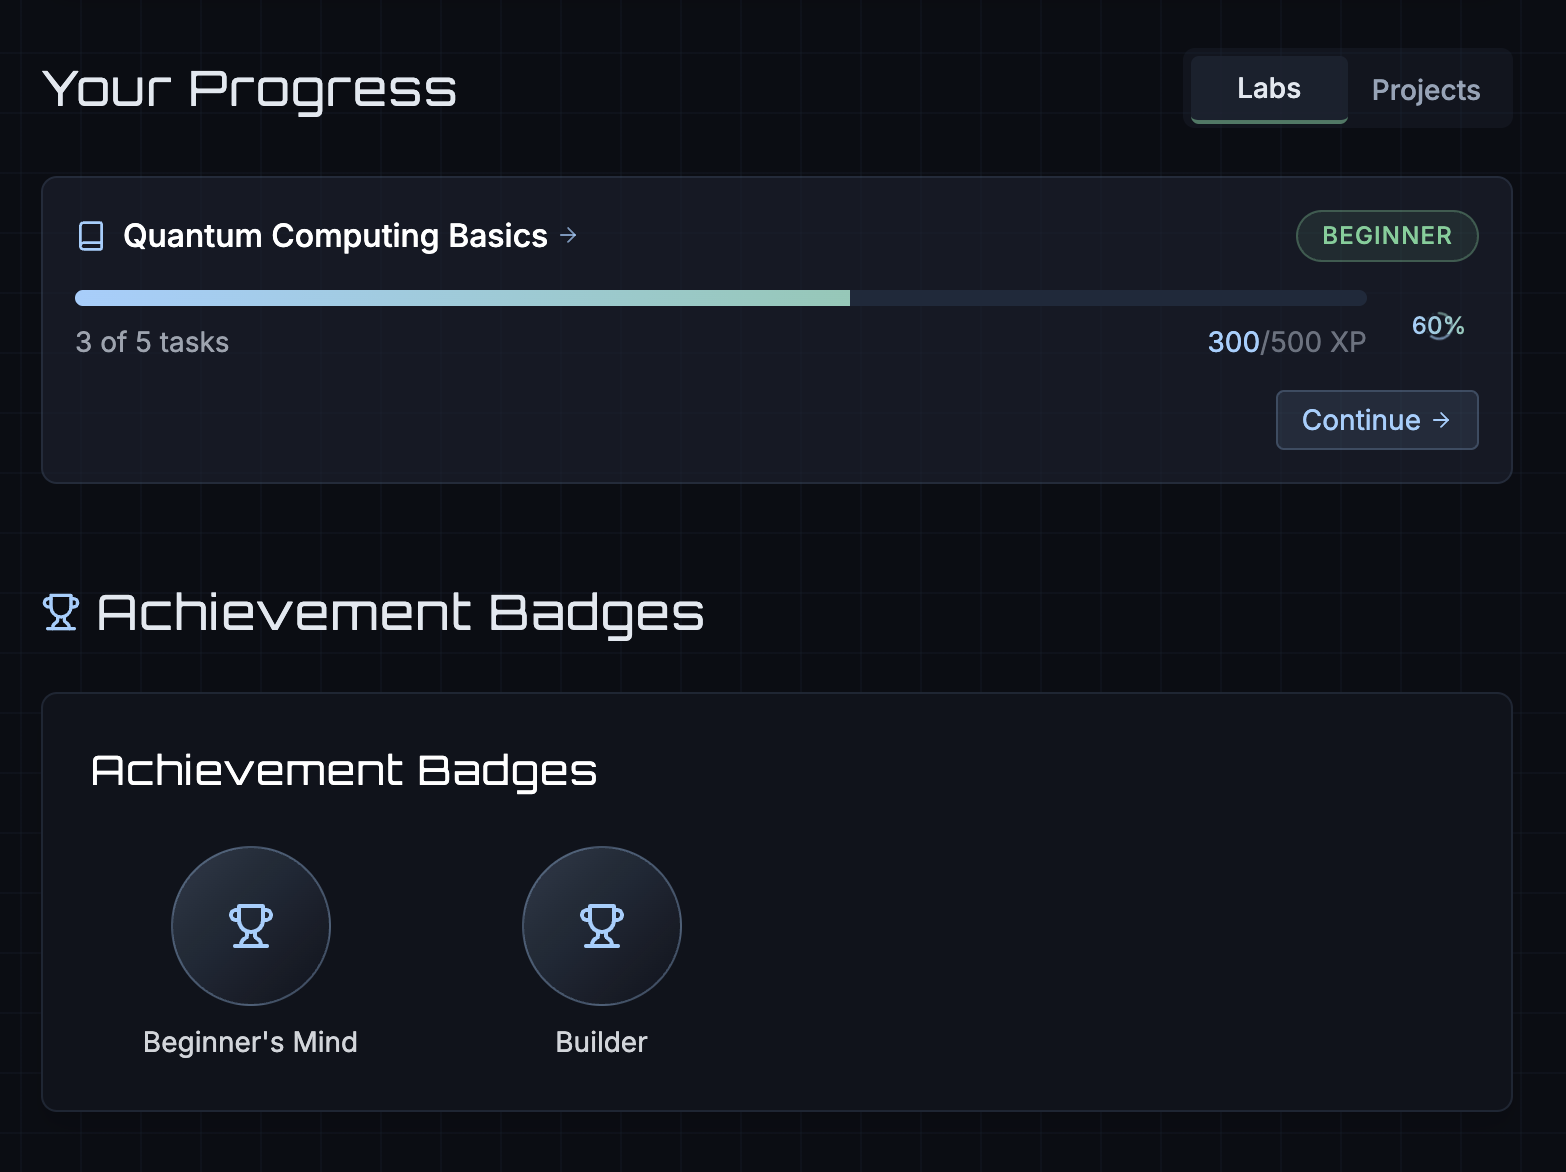 Your Progress
Labs
Projects
Quantum Computing Basics →
BEGINNER
3 of 5 tasks
300/500 XP
60%
Continue →
Achievement Badges
Achievement Badges
Beginner's Mind
Builder